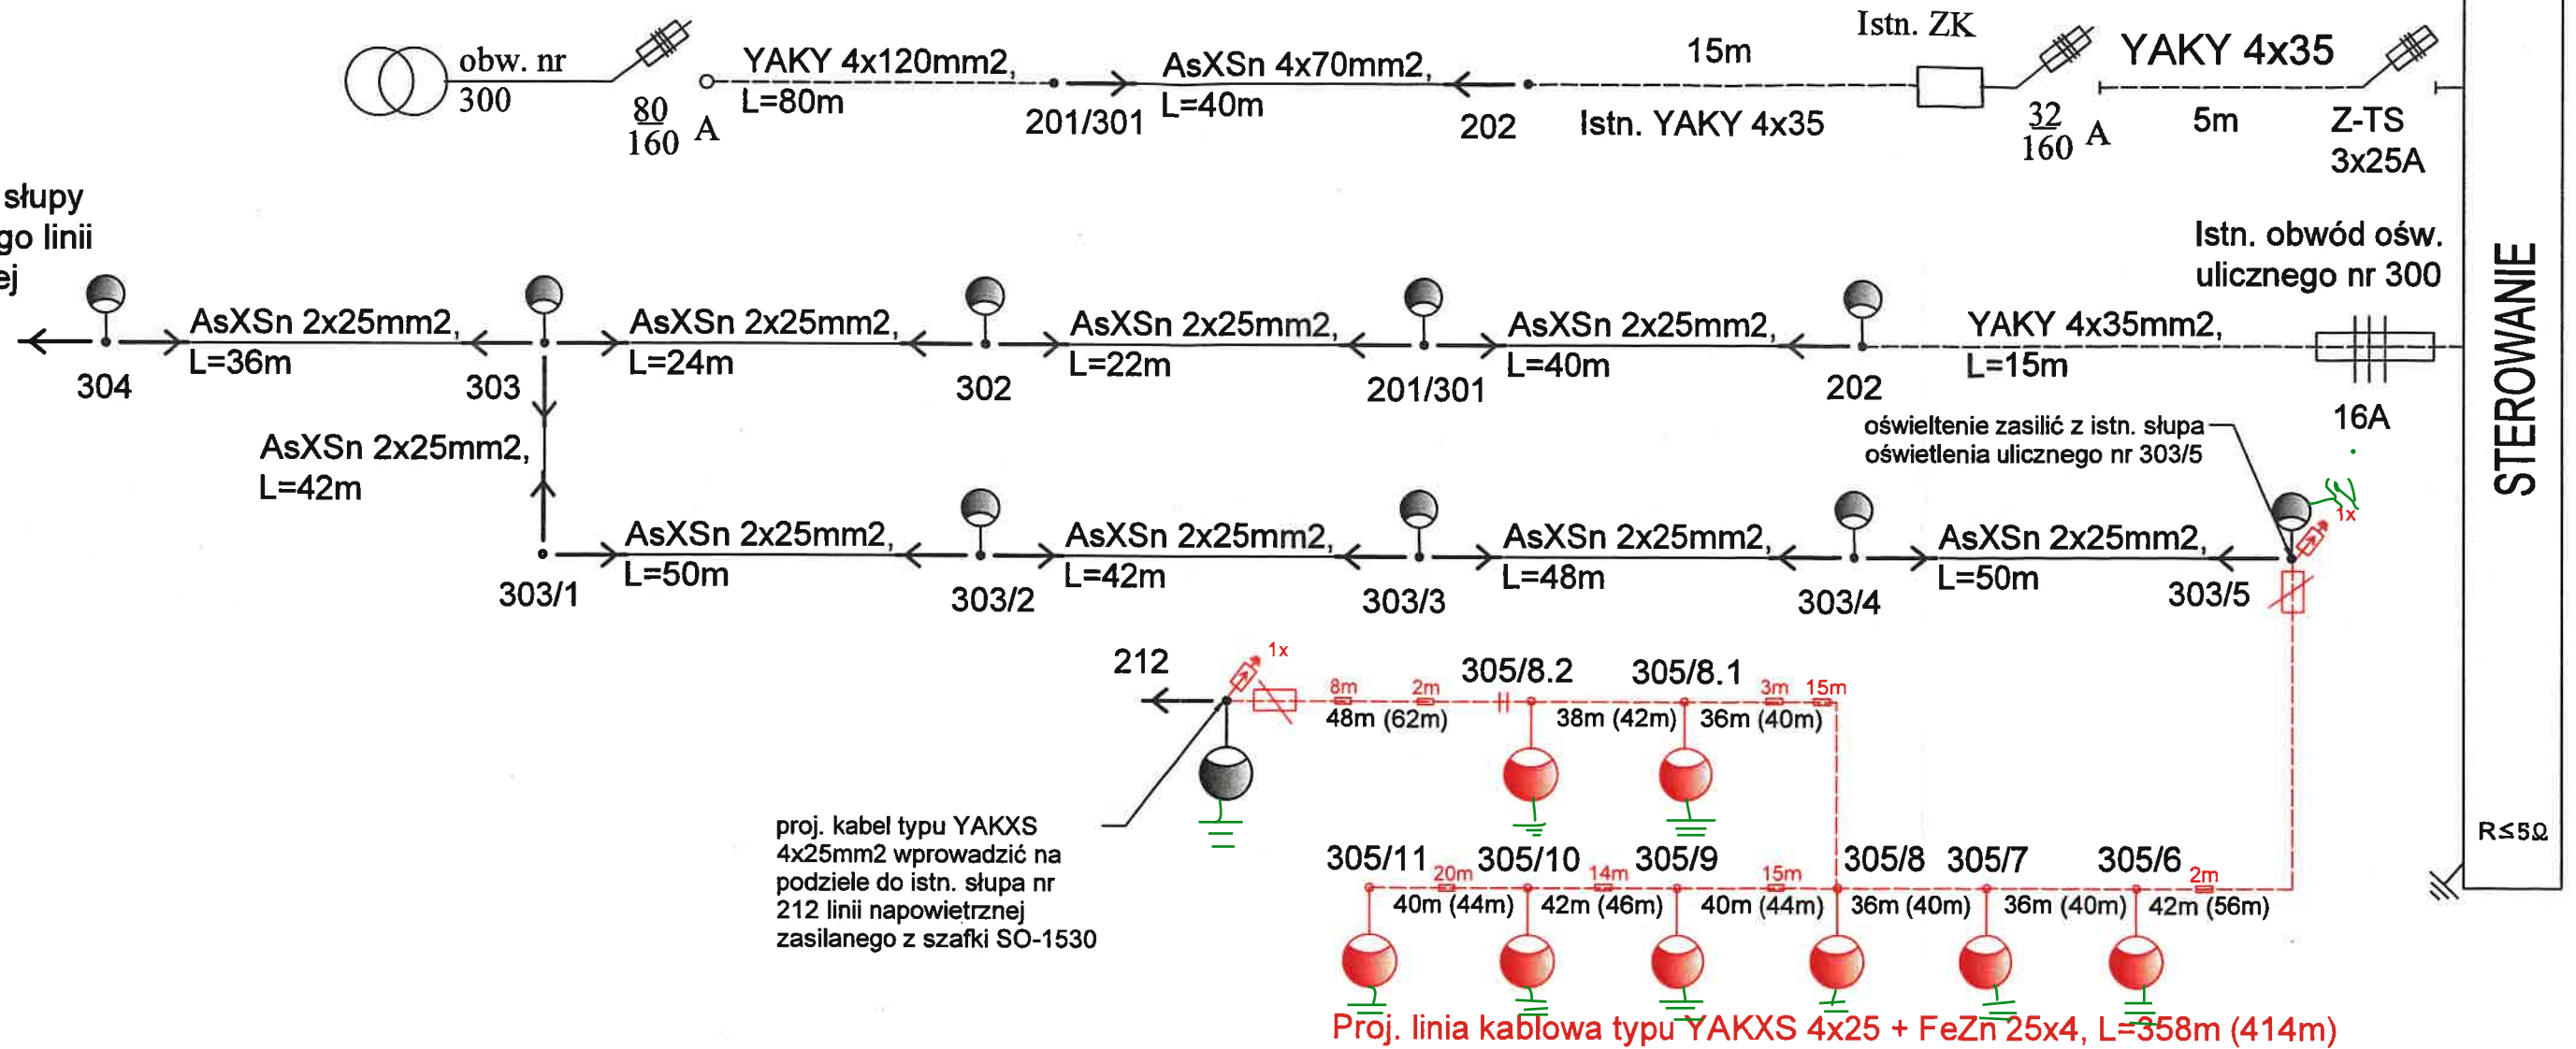 obw. nr
300
80
160 A
YAKY 4x120mm2,
L=80m
201/301
AsXSn 4x70mm2,
L=40m
202
15m
Istn. YAKY 4x35
Istn. ZK
32
160 A
YAKY 4x35
5m
Z-TS
3x25A
słupy
go linii
ej
Istn. obwód ośw.
ulicznego nr 300
304
AsXSn 2x25mm2,
L=36m
303
AsXSn 2x25mm2,
L=24m
302
AsXSn 2x25mm2,
L=22m
201/301
AsXSn 2x25mm2,
L=40m
202
YAKY 4x35mm2,
L=15m
16A
STEROWANIE
AsXSn 2x25mm2,
L=42m
oświeltenie zasilić z istn. słupa
oświetlenia ulicznego nr 303/5
303/1
AsXSn 2x25mm2,
L=50m
303/2
AsXSn 2x25mm2,
L=42m
303/3
AsXSn 2x25mm2,
L=48m
303/4
AsXSn 2x25mm2,
L=50m
303/5
1x
212
1x
8m
2m
48m (62m)
305/8.2
38m (42m)
305/8.1
3m
15m
36m (40m)
proj. kabel typu YAKXS
4x25mm2 wprowadzić na
podziele do istn. słupa nr
212 linii napowietrznej
zasilanego z szafki SO-1530
R≤5Ω
305/11
20m
40m (44m)
305/10
14m
42m (46m)
305/9
15m
40m (44m)
305/8
36m (40m)
305/7
36m (40m)
305/6
2m
42m (56m)
Proj. linia kablowa typu YAKXS 4x25 + FeZn 25x4, L=358m (414m)